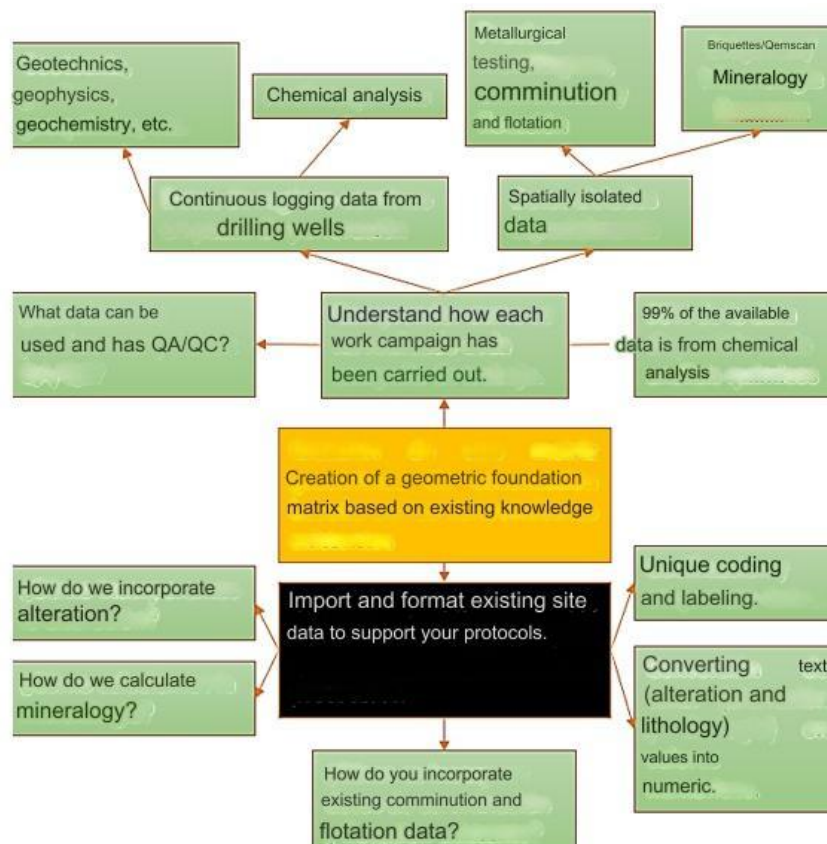 Geotechnics,
geophysics,
geochemistry, etc.
Chemical analysis
Metallurgical
testing,
comminution
and flotation
Briquettes/Qemscan
Mineralogy
Continuous logging data from
drilling wells
Spatially isolated
data
What data can be
used and has QA/QC?
Understand how each
work campaign has
been carried out.
99% of the available
data is from chemical
analysis
Creation of a geometric foundation
matrix based on existing knowledge
How do we incorporate
alteration?
How do we calculate
mineralogy?
Import and format existing site
data to support your protocols.
Unique coding
and labeling.
Converting text
(alteration and
lithology)
values into
numeric.
How do you incorporate
existing comminution and
flotation data?